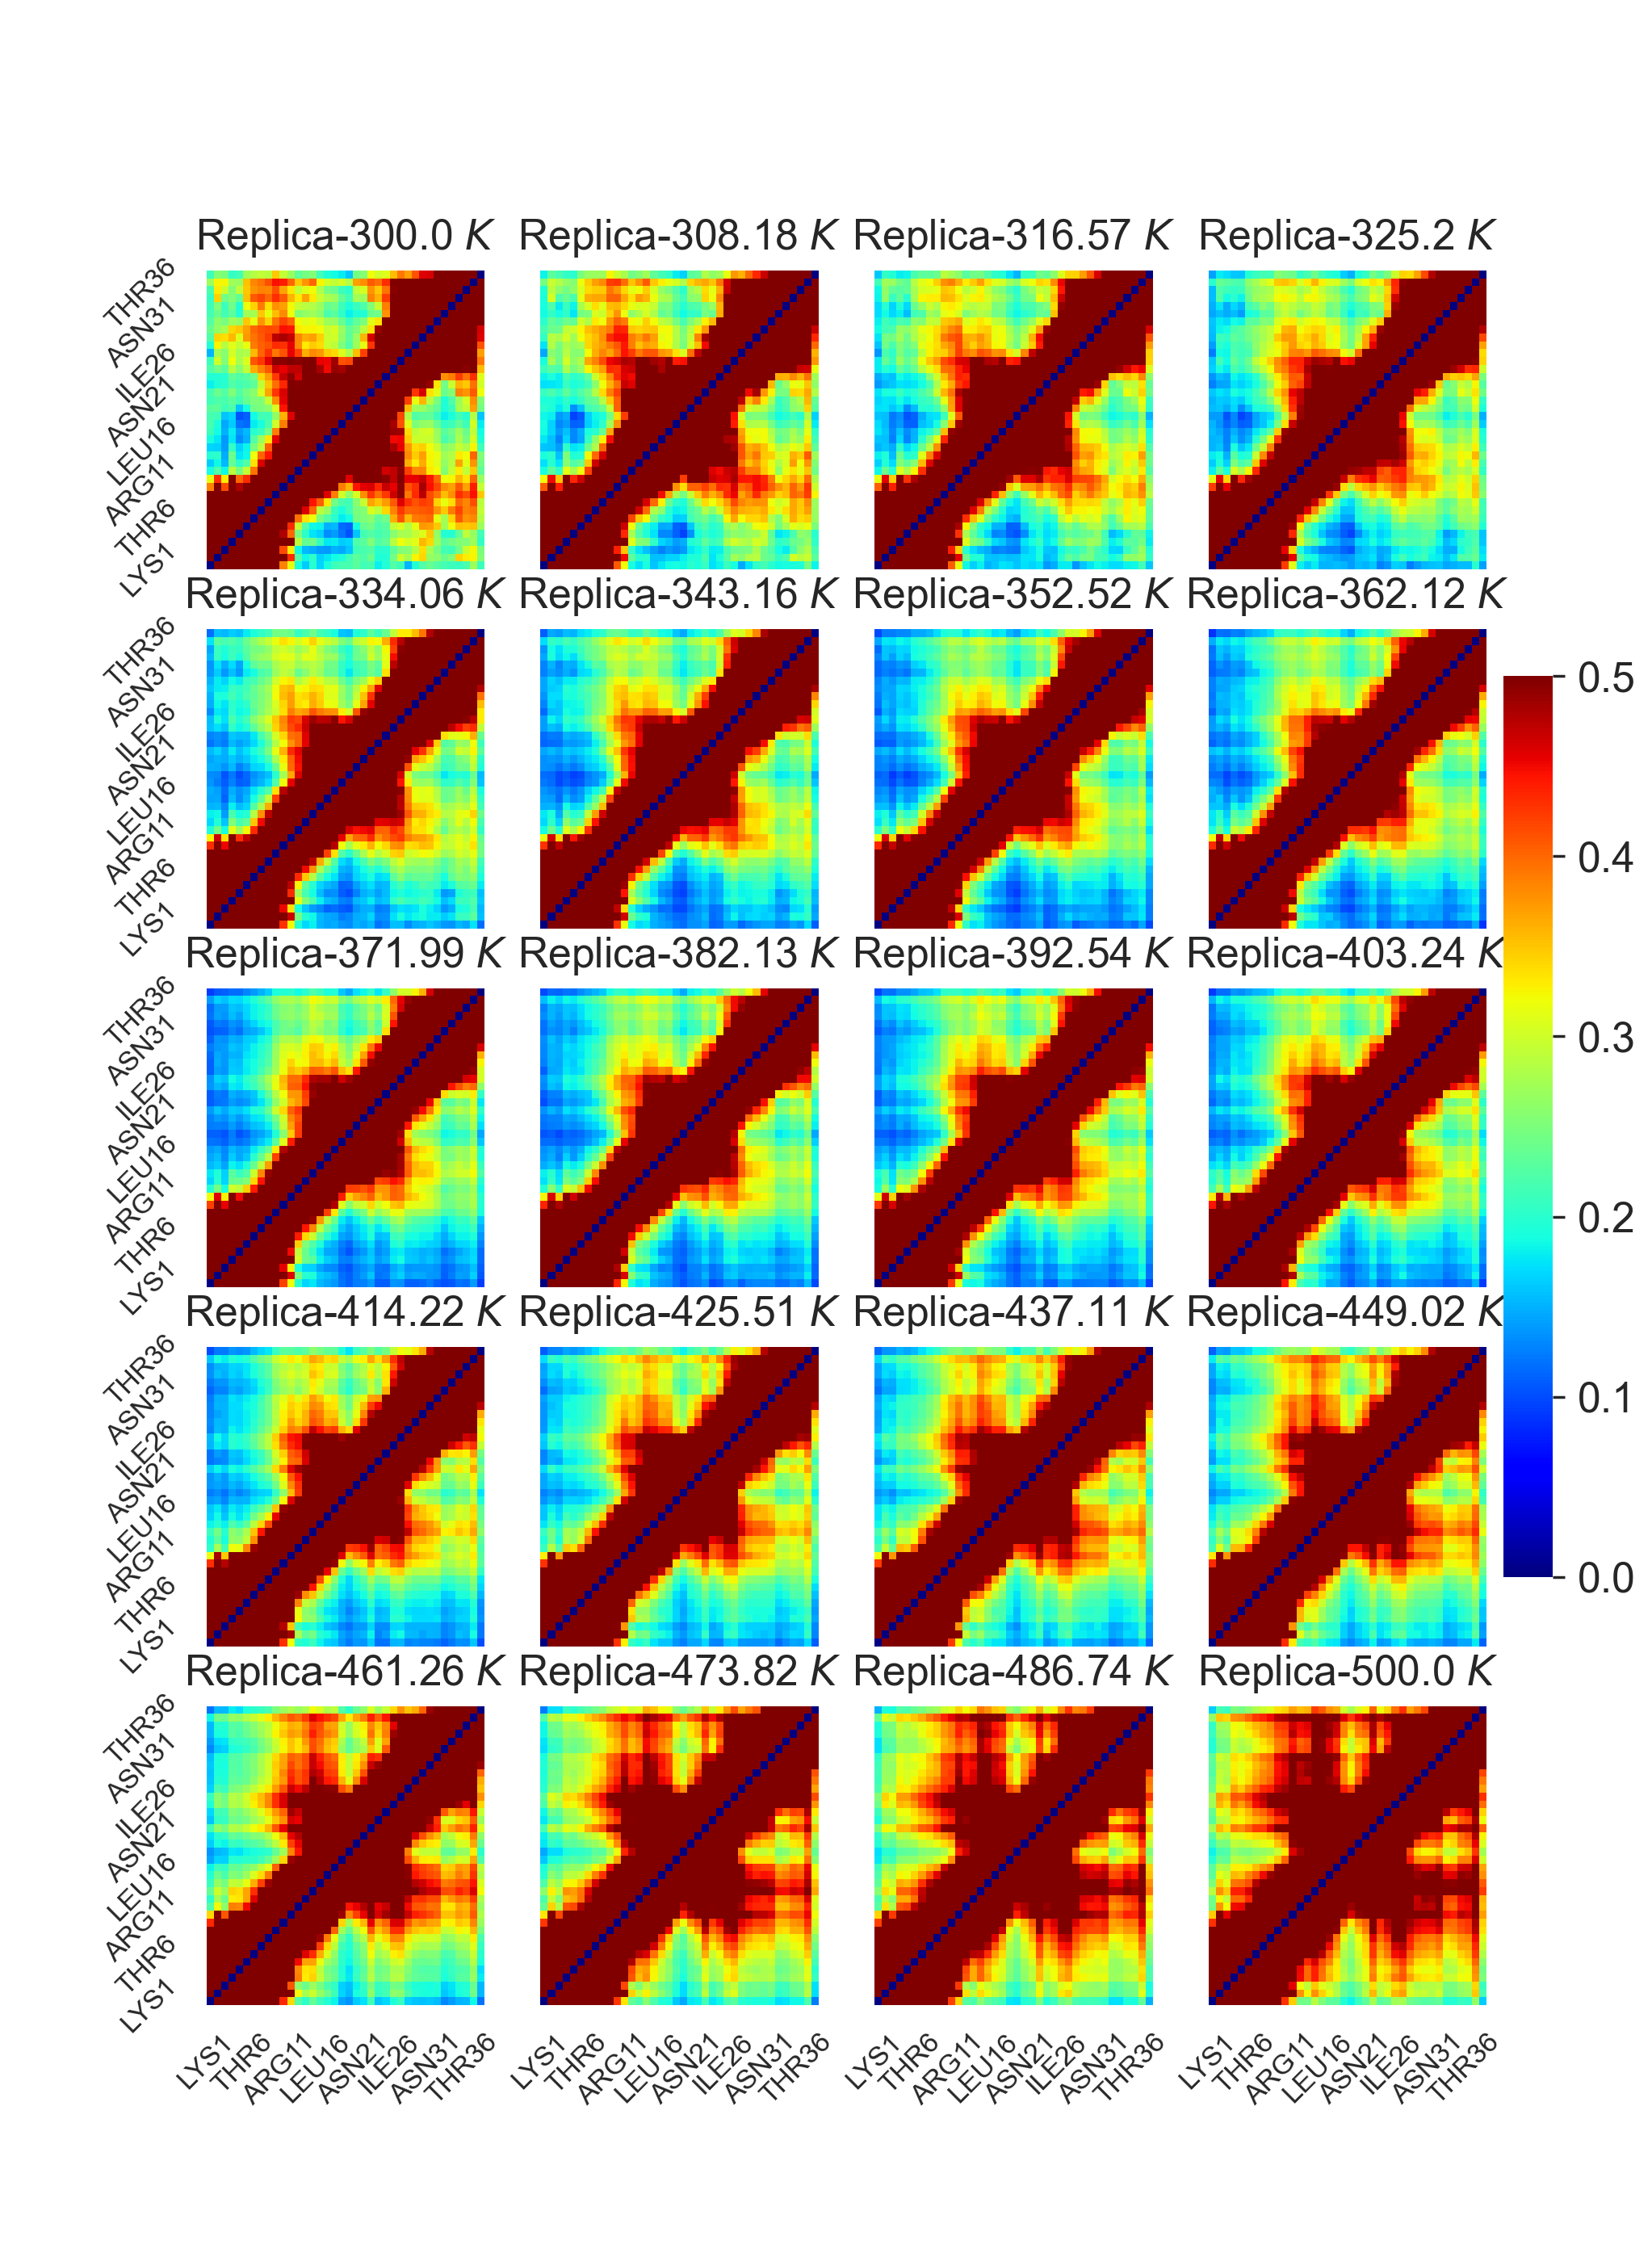 Replica-300.0 K Replica-308.18 K Replica-316.57 K Replica-325.2 K
THR36
ASN31
ILE26
ASN21
LEU16
ARG11
THR6
LYS1
Replica-334.06 K Replica-343.16 K Replica-352.52 K Replica-362.12 K
THR36
ASN31
ILE26
ASN21
LEU16
ARG11
THR6
LYS1
0.5
0.4
0.3
0.2
0.1
0.0
Replica-371.99 K Replica-382.13 K Replica-392.54 K Replica-403.24 K
THR36
ASN31
ILE26
ASN21
LEU16
ARG11
THR6
LYS1
Replica-414.22 K Replica-425.51 K Replica-437.11 K Replica-449.02 K
THR36
ASN31
ILE26
ASN21
LEU16
ARG11
THR6
LYS1
Replica-461.26 K Replica-473.82 K Replica-486.74 K Replica-500.0 K
THR36
ASN31
ILE26
ASN21
LEU16
ARG11
THR6
LYS1
LYS1 THR6 ARG11 LEU16 ASN21 ILE26 ASN31 THR36 LYS1 THR6 ARG11 LEU16 ASN21 ILE26 ASN31 THR36 LYS1 THR6 ARG11 LEU16 ASN21 ILE26 ASN31 THR36 LYS1 THR6 ARG11 LEU16 ASN21 ILE26 ASN31 THR36